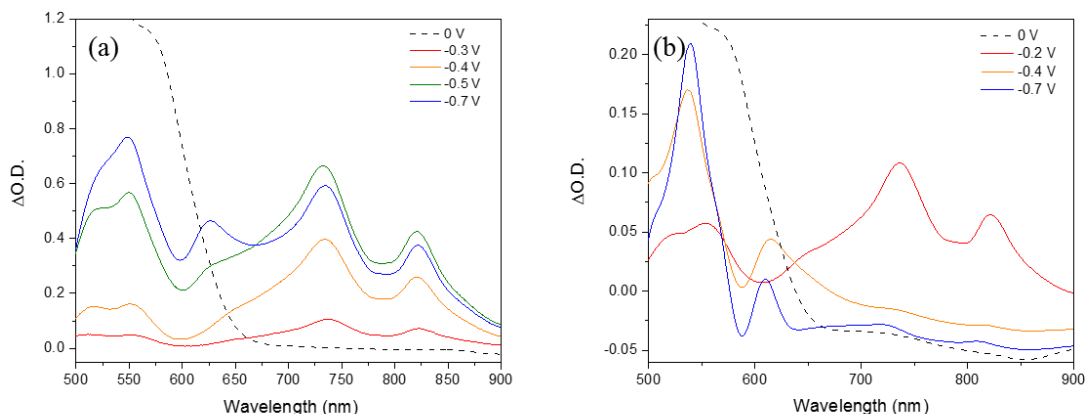 (a)
0 V
-0.3 V
-0.4 V
-0.5 V
-0.7 V
ΔO.D.
1.2
1.0
0.8
0.6
0.4
0.2
0.0
500 550 600 650 700 750 800 850 900
Wavelength (nm)
(b)
0 V
-0.2 V
-0.4 V
-0.7 V
ΔO.D.
0.20
0.15
0.10
0.05
0.00
-0.05
500 600 700 800 900
Wavelength (nm)